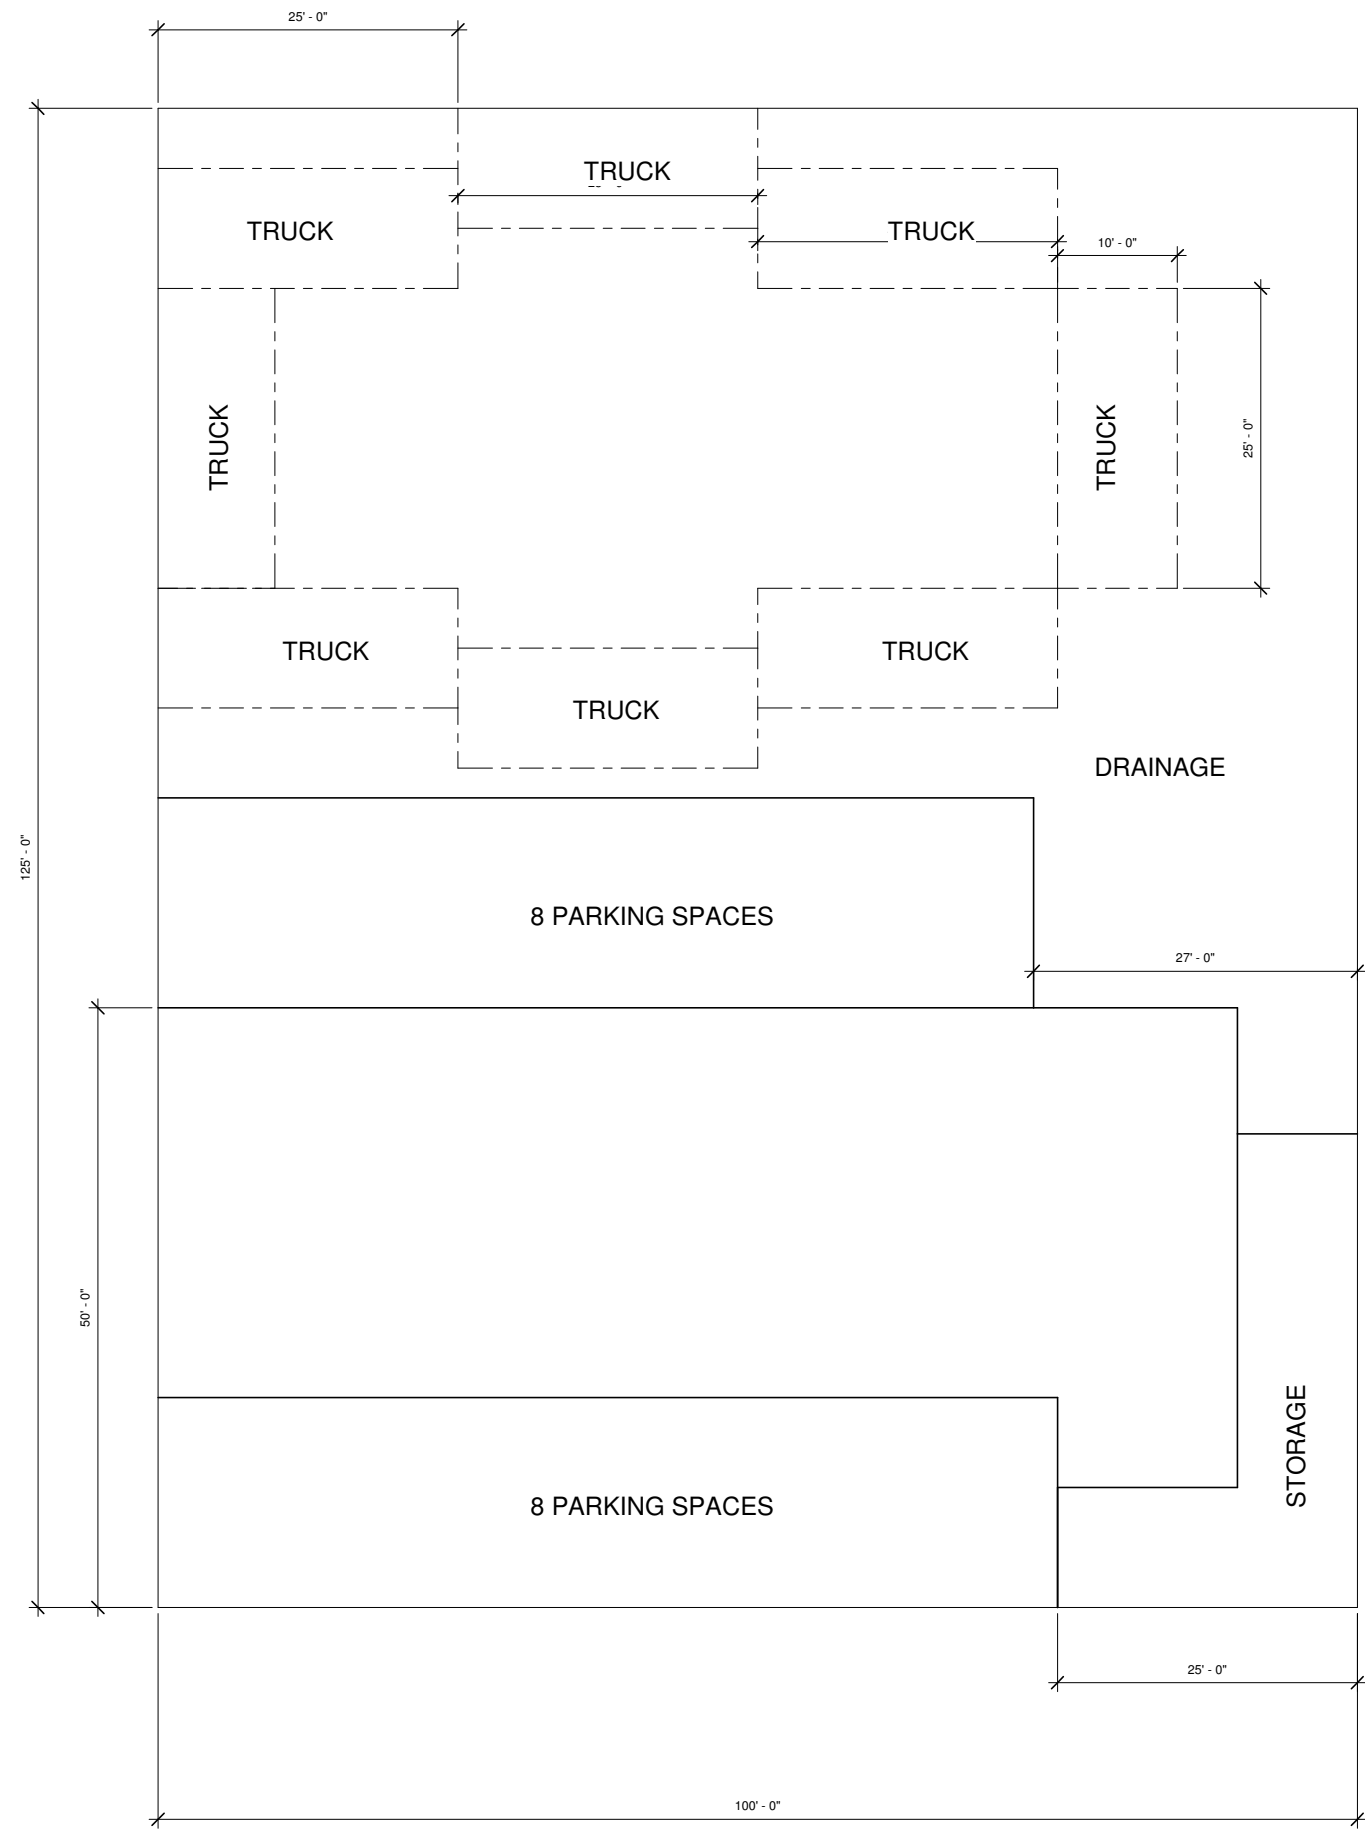 25' - 0"
TRUCK
TRUCK
TRUCK
10' - 0"
TRUCK
TRUCK
25' - 0"
TRUCK
TRUCK
TRUCK
DRAINAGE
125' - 0"
8 PARKING SPACES
27' - 0"
50' - 0"
STORAGE
8 PARKING SPACES
25' - 0"
100' - 0"